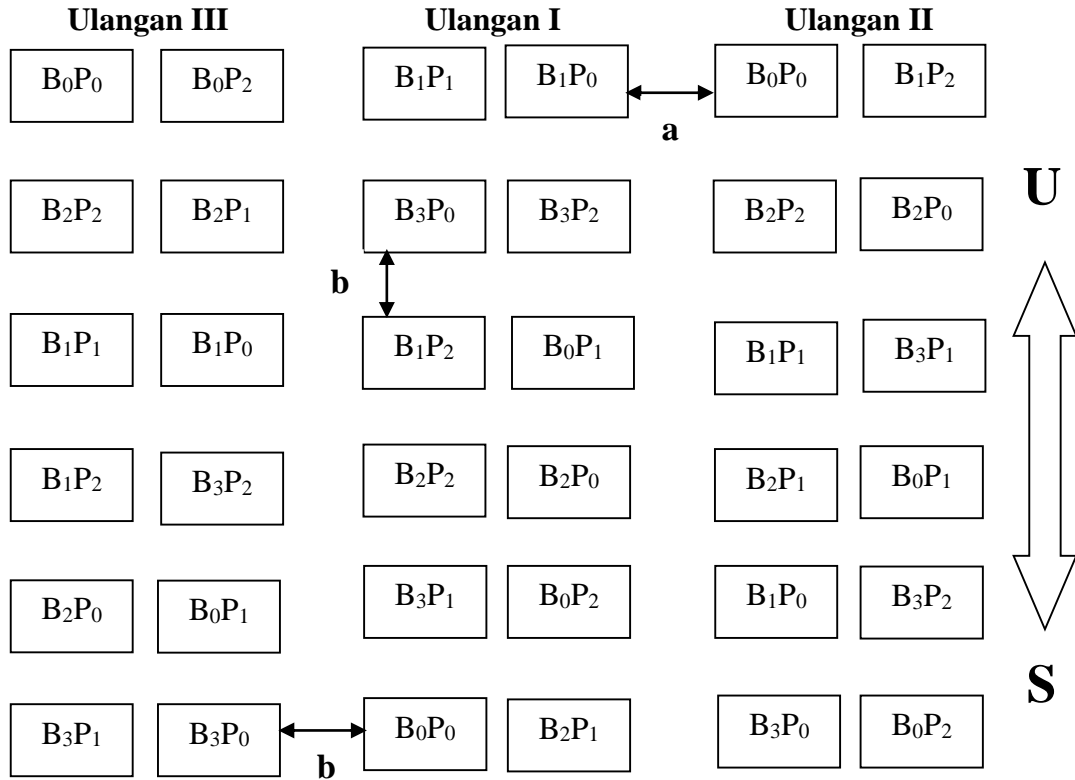 Ulangan III Ulangan I Ulangan II
B₀P₀ B₀P₂ B₁P₁ B₁P₀ B₀P₀ B₁P₂
a
B₂P₂ B₂P₁ B₃P₀ B₃P₂ B₂P₂ B₂P₀ U
b
B₁P₁ B₁P₀ B₁P₂ B₀P₁ B₁P₁ B₃P₁
B₁P₂ B₃P₂ B₂P₂ B₂P₀ B₂P₁ B₀P₁
B₂P₀ B₀P₁ B₃P₁ B₀P₂ B₁P₀ B₃P₂
S
B₃P₁ B₃P₀ B₀P₀ B₂P₁ B₃P₀ B₀P₂
b